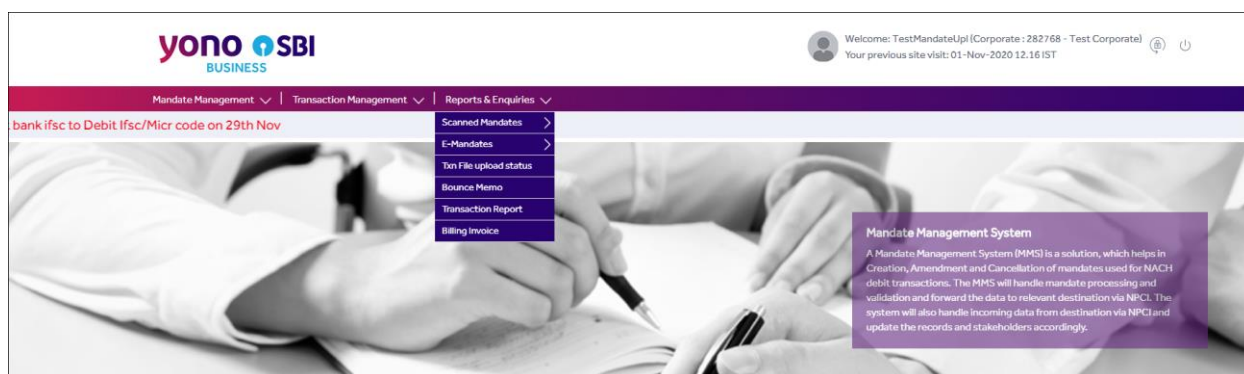 yono SBI
BUSINESS
Welcome: TestMandateUpl (Corporate : 282768 - Test Corporate)
Your previous site visit: 01-Nov-2020 12.16 IST
Mandate Management
Transaction Management
Reports & Enquiries
bank ifsc to Debit Ifsc/Micr code on 29th Nov
Scanned Mandates
E-Mandates
Txn File upload status
Bounce Memo
Transaction Report
Billing Invoice
Mandate Management System
A Mandate Management System (MMS) is a solution, which helps in
Creation, Amendment and Cancellation of mandates used for NACH
debit transactions. The MMS will handle mandate processing and
validation and forward the data to relevant destination via NPCI. The
system will also handle incoming data from destination via NPCI and
update the records and stakeholders accordingly.